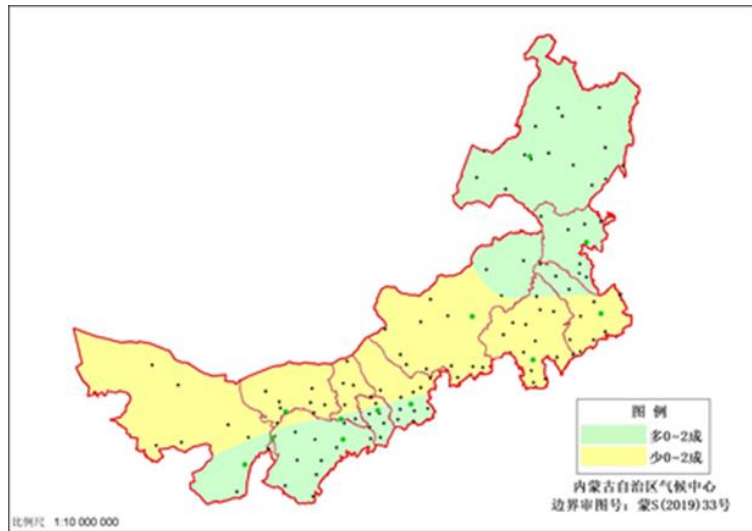 图 例
多0~2成
少0~2成
内蒙古自治区气候中心
边界审图号：蒙S(2019)33号
比例尺 1:10 000 000